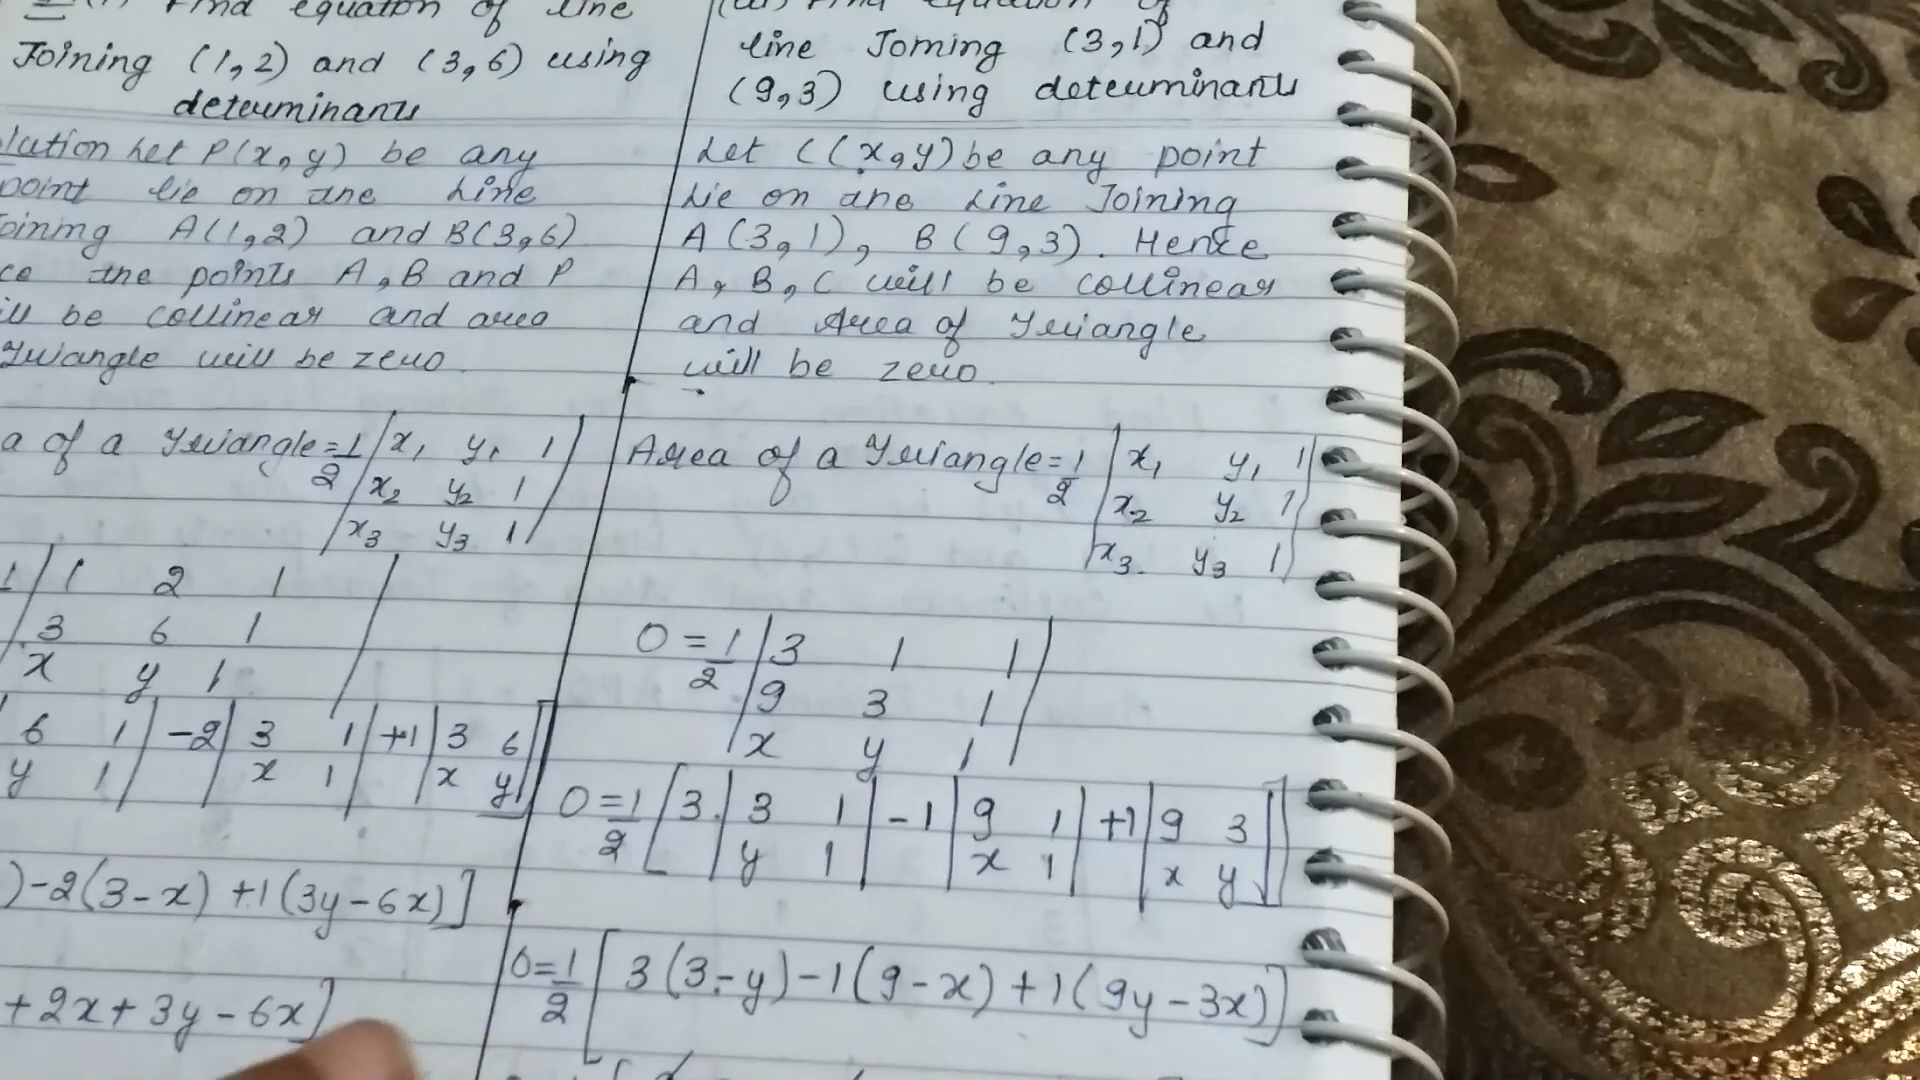 (i) Find equation of line
Joining (1,2) and (3,6) using
determinants
lution Let P(x,y) be any
point lie on the Line
oining A(1,2) and B(3,6)
ce the points A,B and P
ill be collinear and area
Triangle will be zero.
a of a Triangle = 1/2 | x₁ y₁ 1 |
| x₂ y₂ 1 |
| x₃ y₃ 1 |
1 | 1 2 1 |
3 6 1
x y 1
6 1 | -2 | 3 1 | +1 | 3 6 | ]
y 1 | | x 1 | | x y |
) -2(3-x) +1(3y-6x)]
+2x+3y-6x]
Find equation of
line Joining (3,1) and
(9,3) using determinants
Let C(x,y) be any point
Lie on the Line Joining
A(3,1), B(9,3). Hence
A, B, C will be collinear
and Area of Triangle
will be zero.
Area of a Triangle = 1/2 | x₁ y₁ 1 |
| x₂ y₂ 1 |
| x₃ y₃ 1 |
0 = 1/2 | 3 1 1 |
| 9 3 1 |
| x y 1 |
0 = 1/2 [ 3 | 3 1 | -1 | 9 1 | +1 | 9 3 | ]
| y 1 | | x 1 | | x y |
0 = 1/2 [ 3(3-y) -1(9-x) +1(9y-3x) ]